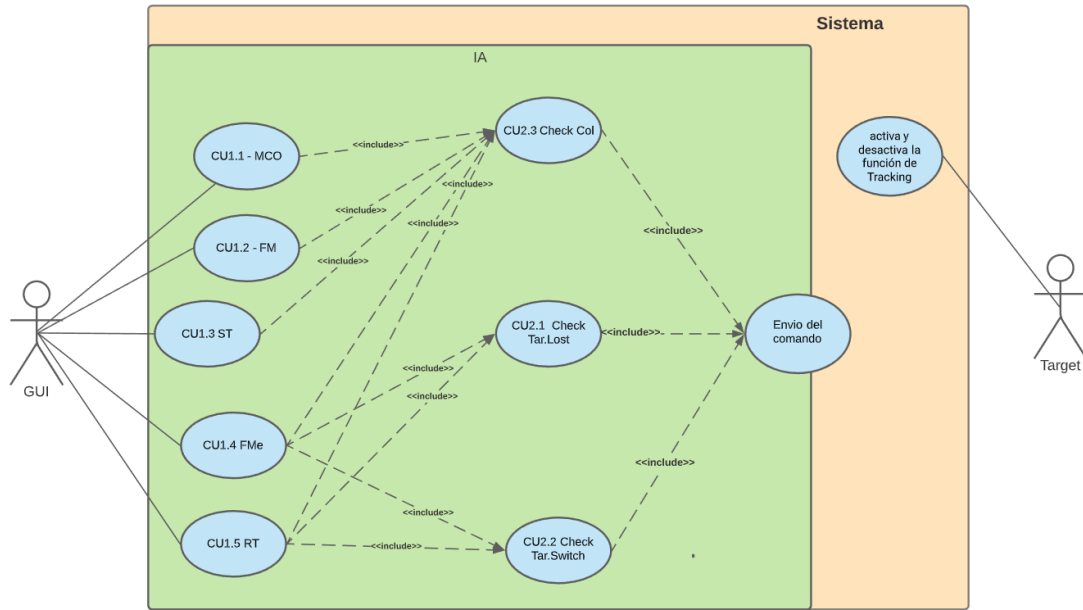 Sistema
IA
CU1.1 - MCO
<<include>>
CU2.3 Check Col
activa y
desactiva la
función de
Tracking
<<include>>
<<include>>
<<include>>
CU1.2 - FM
<<include>>
<<include>>
<<include>>
CU1.3 ST
CU2.1 Check
Tar.Lost
<<include>>
Envio del
comando
GUI
Target
<<include>>
<<include>>
CU1.4 FMe
<<include>>
<<include>>
CU1.5 RT
<<include>>
CU2.2 Check
Tar.Switch